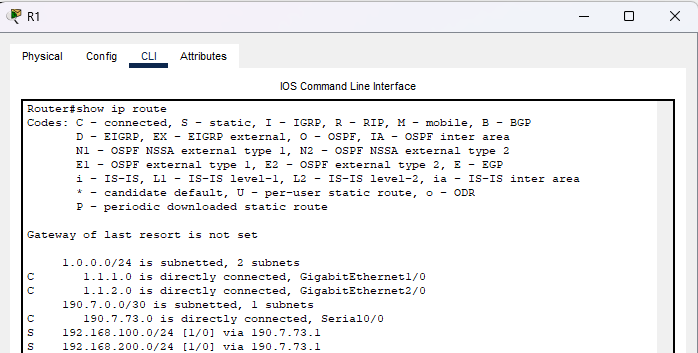 R1
Physical Config CLI Attributes
IOS Command Line Interface
Router#show ip route
Codes: C - connected, S - static, I - IGRP, R - RIP, M - mobile, B - BGP
D - EIGRP, EX - EIGRP external, O - OSPF, IA - OSPF inter area
N1 - OSPF NSSA external type 1, N2 - OSPF NSSA external type 2
E1 - OSPF external type 1, E2 - OSPF external type 2, E - EGP
i - IS-IS, L1 - IS-IS level-1, L2 - IS-IS level-2, ia - IS-IS inter area
* - candidate default, U - per-user static route, o - ODR
P - periodic downloaded static route
Gateway of last resort is not set
1.0.0.0/24 is subnetted, 2 subnets
C 1.1.1.0 is directly connected, GigabitEthernet1/0
C 1.1.2.0 is directly connected, GigabitEthernet2/0
190.7.0.0/30 is subnetted, 1 subnets
C 190.7.73.0 is directly connected, Serial0/0
S 192.168.100.0/24 [1/0] via 190.7.73.1
S 192.168.200.0/24 [1/0] via 190.7.73.1